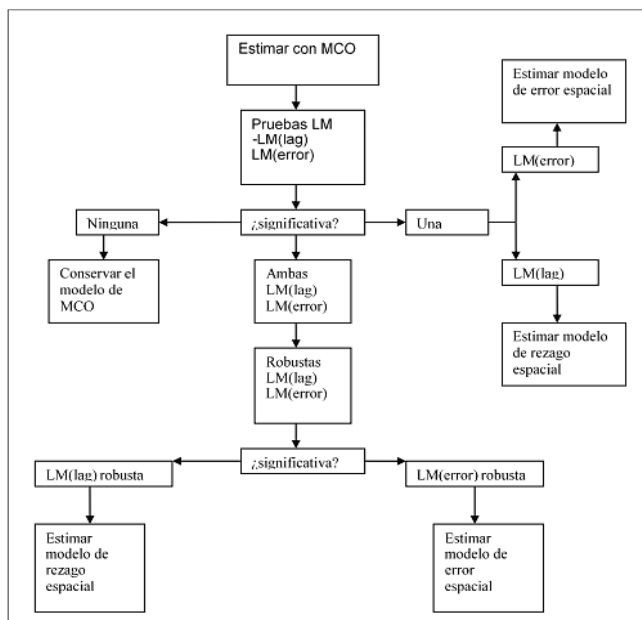 Estimar con MCO
Estimar modelo
de error espacial
Pruebas LM
-LM(lag)
LM(error)
LM(error)
Ninguna
¿significativa?
Una
Conservar el
modelo de
MCO
Ambas
LM(lag)
LM(error)
LM(lag)
Estimar modelo
de rezago
espacial
Robustas
LM(lag)
LM(error)
¿significativa?
LM(lag) robusta
LM(error) robusta
Estimar
modelo de
rezago
espacial
Estimar
modelo de
error
espacial